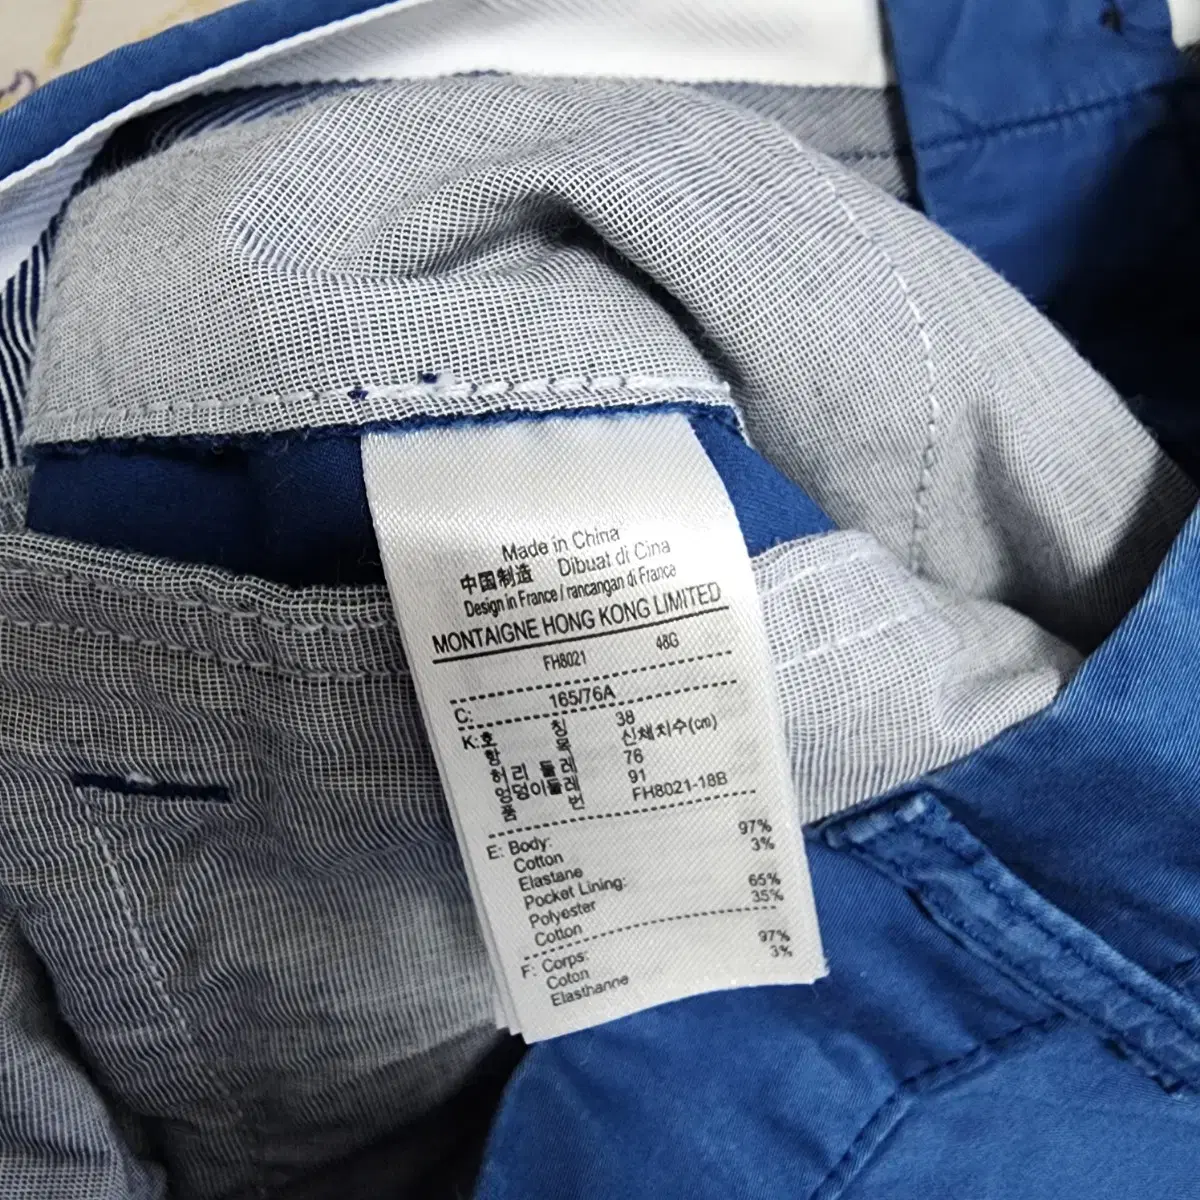 Made in China
中国制造 Dibuat di Cina
Design in France / rancangan di France
MONTAIGNE HONG KONG LIMITED
FH8021 48G
C: 165/76A
K: 호 칭 38
항 목 신체치수(cm)
허 리 둘 레 76
엉 덩이둘레 91
품 번 FH8021-18B
E: Body:
Cotton 97%
Elastane 3%
Pocket Lining:
Polyester 65%
Cotton 35%
F: Corps:
Coton 97%
Elasthanne 3%